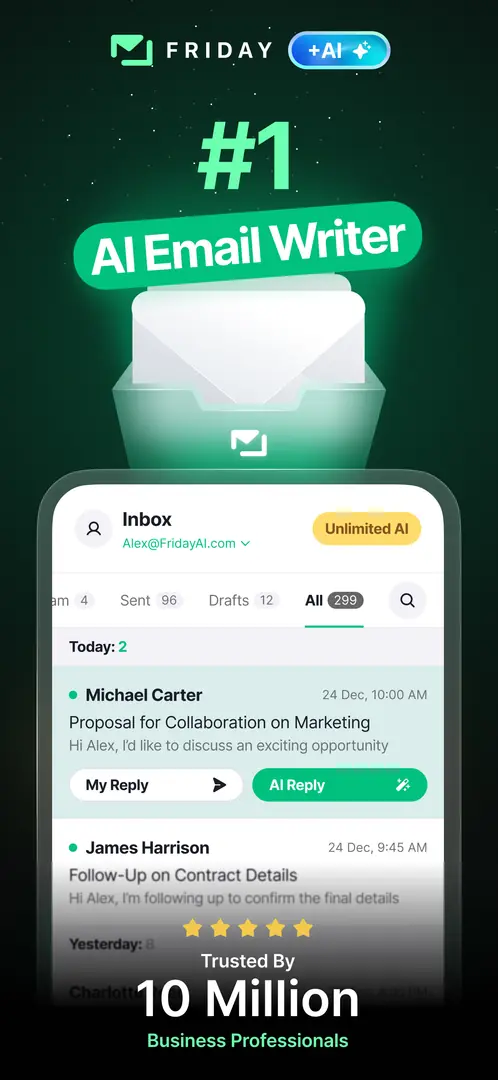 FRIDAY
+AI
#1
AI Email Writer
Inbox
Alex@FridayAI.com
Unlimited AI
am 4
Sent 96
Drafts 12
All 299
Today: 2
Michael Carter
24 Dec, 10:00 AM
Proposal for Collaboration on Marketing
Hi Alex, I'd like to discuss an exciting opportunity
My Reply
AI Reply
James Harrison
24 Dec, 9:45 AM
Follow-Up on Contract Details
Hi Alex, I'm following up to confirm the final details
Yesterday: 8
Trusted By
10 Million
Business Professionals